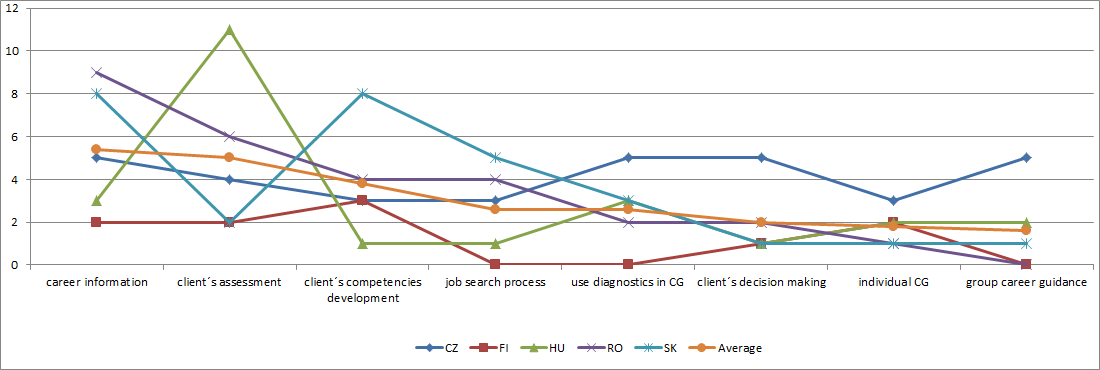 12
10
8
6
4
2
0
career information
client´s assessment
client´s competencies
development
job search process
use diagnostics in CG
client´s decision making
individual CG
group career guidance
CZ
FI
HU
RO
SK
Average